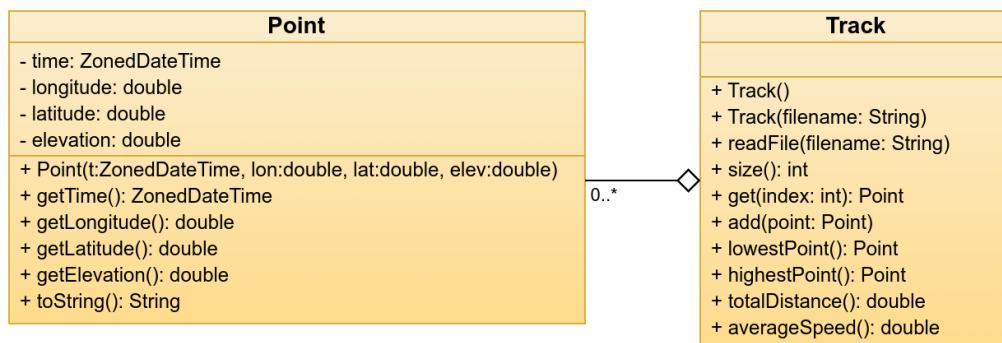 Point
- time: ZonedDateTime
- longitude: double
- latitude: double
- elevation: double
+ Point(t:ZonedDateTime, lon:double, lat:double, elev:double)
+ getTime(): ZonedDateTime
+ getLongitude(): double
+ getLatitude(): double
+ getElevation(): double
+ toString(): String
0..*
Track
+ Track()
+ Track(filename: String)
+ readFile(filename: String)
+ size(): int
+ get(index: int): Point
+ add(point: Point)
+ lowestPoint(): Point
+ highestPoint(): Point
+ totalDistance(): double
+ averageSpeed(): double